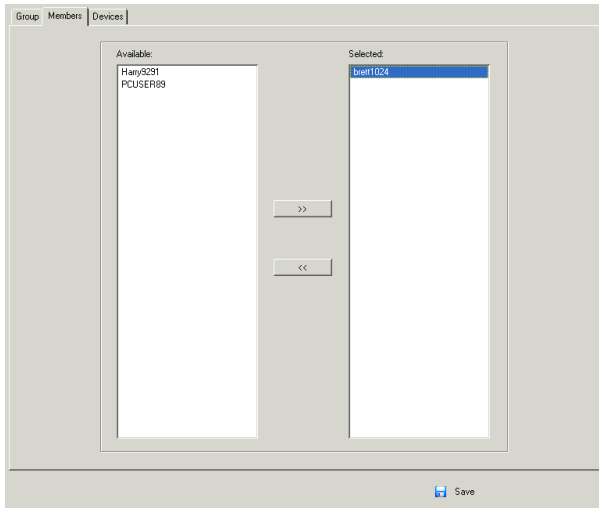 Group Members Devices
Available: Selected:
Harry9291 brett1024
PCUSER89
>>
<<
Save